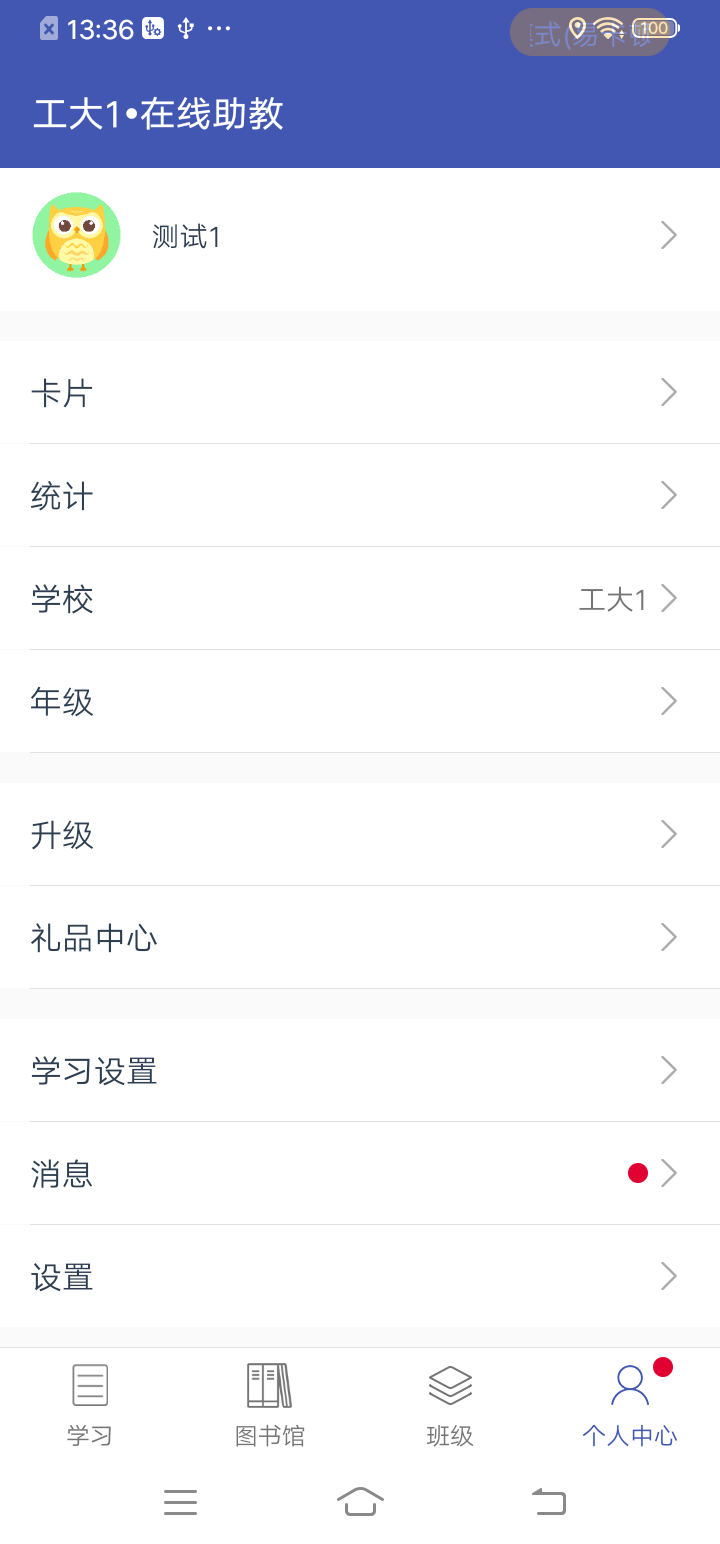 13:36
100
工大1•在线助教
测试1
卡片
统计
学校 工大1
年级
升级
礼品中心
学习设置
消息
设置
学习 图书馆 班级 个人中心